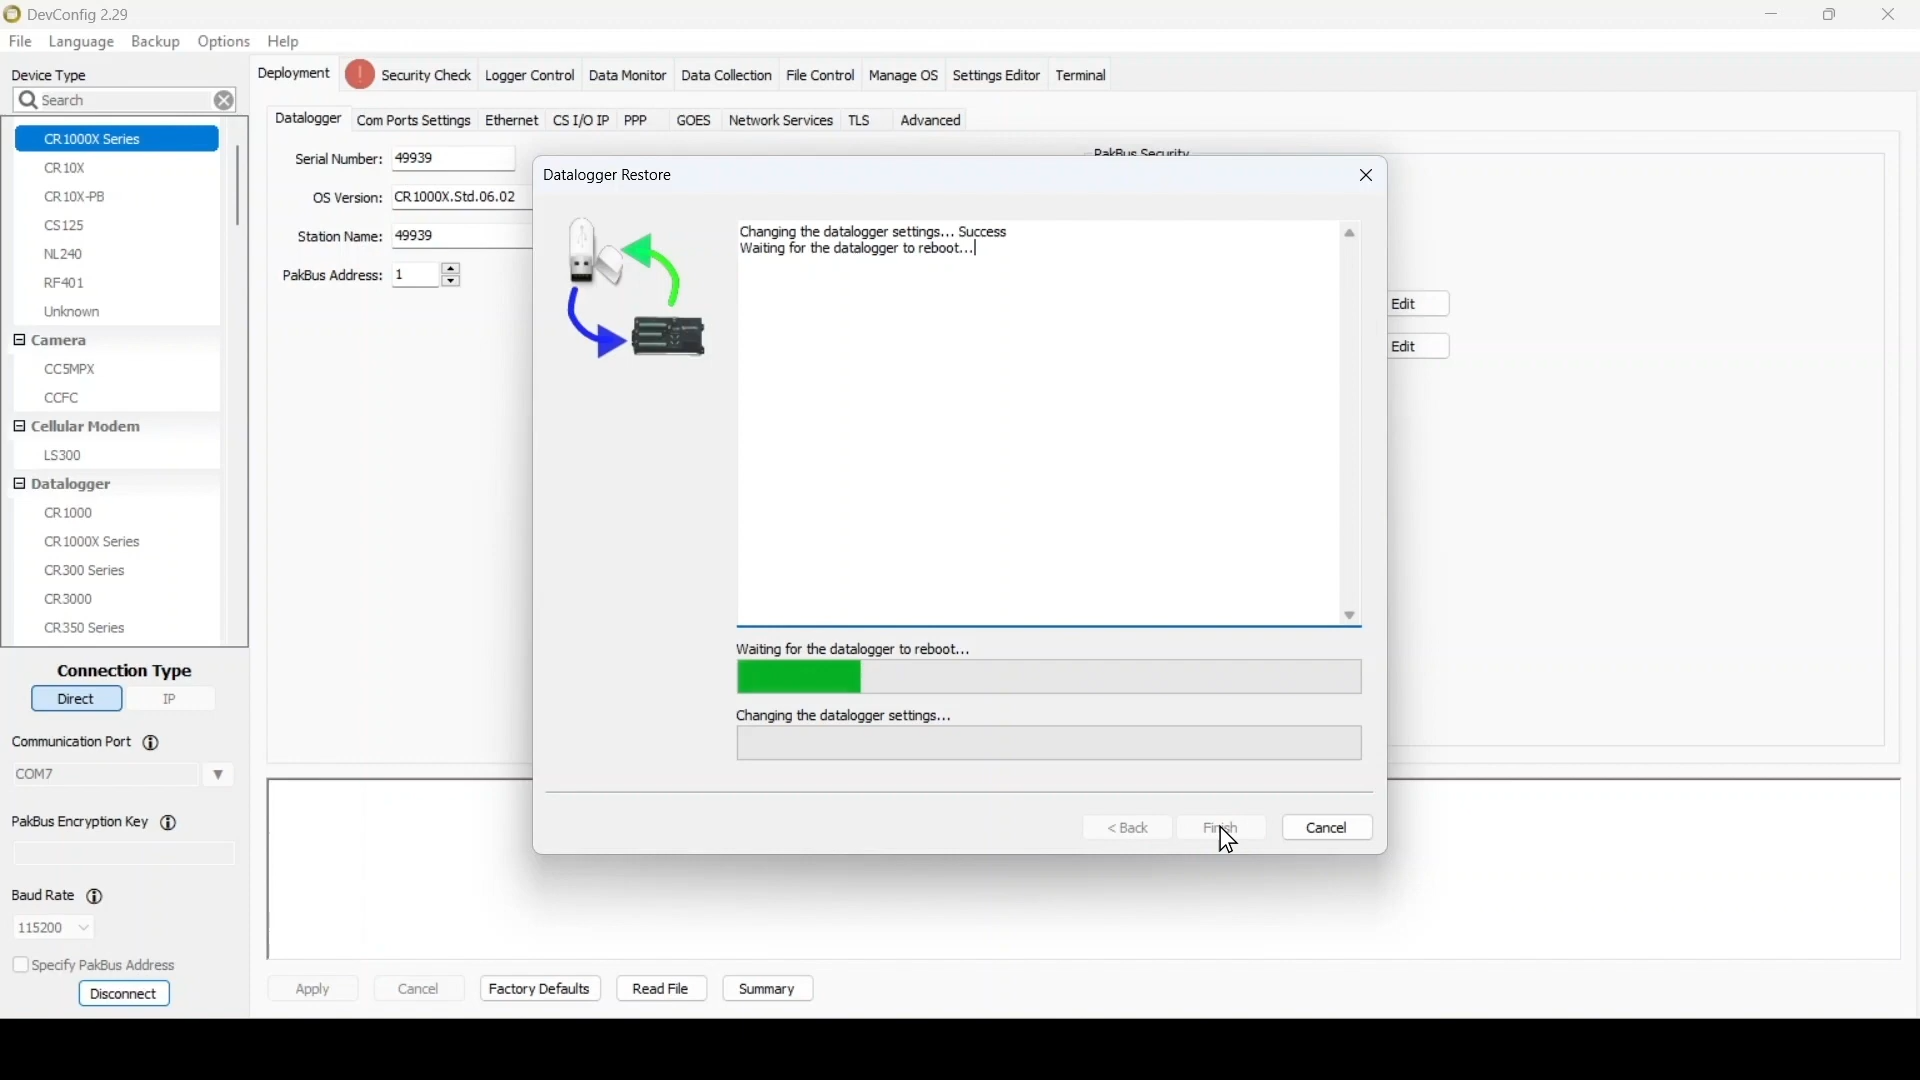 DevConfig 2.29
File Language Backup Options Help
Device Type
Search
CR1000X Series
CR10X
CR10X-PB
CS125
NL240
RF401
Unknown
Camera
CC5MPX
CCFC
Cellular Modem
LS300
Datalogger
CR1000
CR1000X Series
CR300 Series
CR3000
CR350 Series
Connection Type
Direct IP
Communication Port
COM7
PakBus Encryption Key
Baud Rate
115200
Specify PakBus Address
Disconnect
Deployment Security Check Logger Control Data Monitor Data Collection File Control Manage OS Settings Editor Terminal
Datalogger Com Ports Settings Ethernet CS I/O IP PPP GOES Network Services TLS Advanced
Serial Number: 49939
OS Version: CR1000X.Std.06.02
Station Name: 49939
PakBus Address: 1
PakBus Security
Edit
Edit
Datalogger Restore
Changing the datalogger settings... Success
Waiting for the datalogger to reboot...
Waiting for the datalogger to reboot...
Changing the datalogger settings...
< Back Finish Cancel
Apply Cancel Factory Defaults Read File Summary